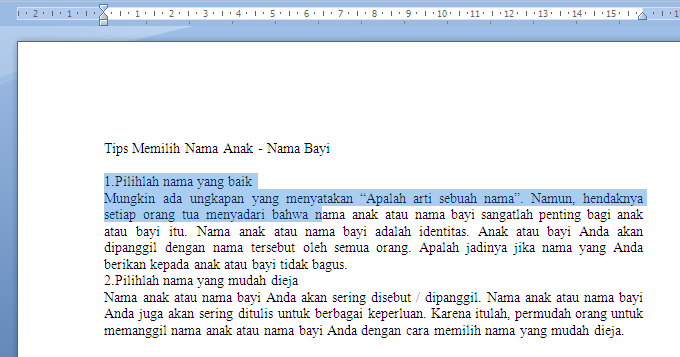 2 1 1 2 3 4 5 6 7 8 9 10 11 12 13 14 15 17
Tips Memilih Nama Anak - Nama Bayi
1.Pilihlah nama yang baik
Mungkin ada ungkapan yang menyatakan “Apalah arti sebuah nama”. Namun, hendaknya
setiap orang tua menyadari bahwa nama anak atau nama bayi sangatlah penting bagi anak
atau bayi itu. Nama anak atau nama bayi adalah identitas. Anak atau bayi Anda akan
dipanggil dengan nama tersebut oleh semua orang. Apalah jadinya jika nama yang Anda
berikan kepada anak atau bayi tidak bagus.
2.Pilihlah nama yang mudah dieja
Nama anak atau nama bayi Anda akan sering disebut / dipanggil. Nama anak atau nama bayi
Anda juga akan sering ditulis untuk berbagai keperluan. Karena itulah, permudah orang untuk
memanggil nama anak atau nama bayi Anda dengan cara memilih nama yang mudah dieja.